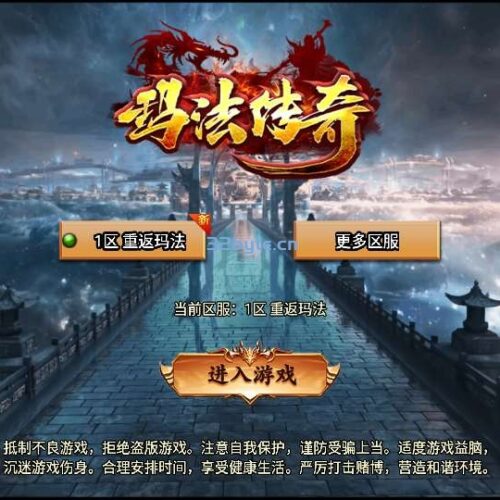 玛法传奇
新
1区 重返玛法
更多区服
当前区服：1区 重返玛法
进入游戏
抵制不良游戏，拒绝盗版游戏。注意自我保护，谨防受骗上当。适度游戏益脑，
沉迷游戏伤身。合理安排时间，享受健康生活。严厉打击赌博，营造和谐环境。